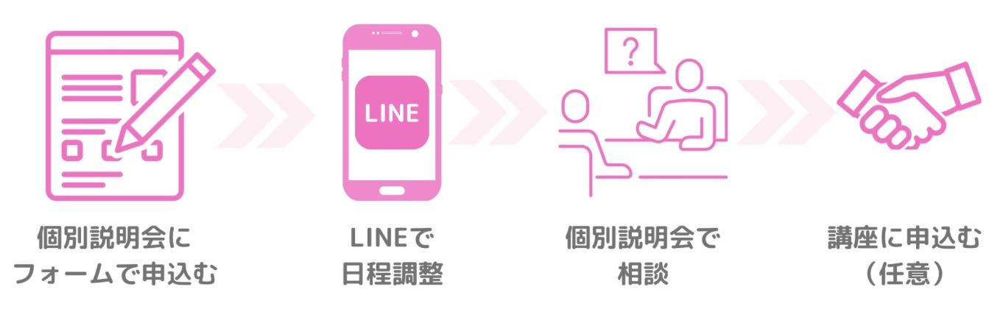 ?
LINE
個別説明会に
フォームで申込む
LINEで
日程調整
個別説明会で
相談
講座に申込む
（任意）